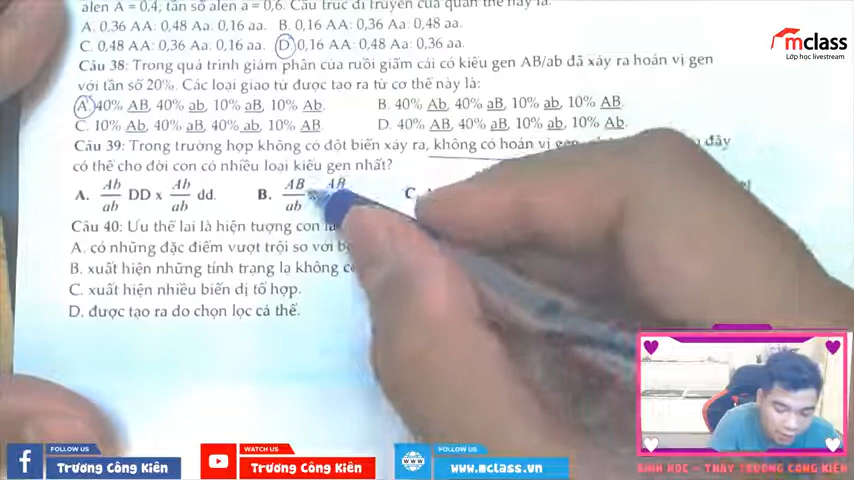 alen A = 0,4; tần số alen a = 0,6. Cấu trúc di truyền của quần thể này là:
A. 0,36 AA: 0,48 Aa: 0,16 aa. B. 0,16 AA: 0,36 Aa: 0,48 aa.
C. 0,48 AA: 0,36 Aa: 0,16 aa. D. 0,16 AA: 0,48 Aa: 0,36 aa.
Câu 38: Trong quá trình giảm phân của ruồi giấm cái có kiểu gen AB/ab đã xảy ra hoán vị gen
với tần số 20%. Các loại giao tử được tạo ra từ cơ thể này là:
A. 40% AB, 40% ab, 10% aB, 10% Ab. B. 40% Ab, 40% aB, 10% ab, 10% AB.
C. 10% Ab, 40% aB, 40% ab, 10% AB. D. 40% AB, 40% aB, 10% ab, 10% Ab.
Câu 39: Trong trường hợp không có đột biến xảy ra, không có hoán vị gen, đây
có thể cho đời con có nhiều loại kiểu gen nhất?
A. Ab/ab DD x Ab/ab dd. B. AB/ab AB C.
Câu 40: Ưu thế lai là hiện tượng con
A. có những đặc điểm vượt trội so với
B. xuất hiện những tính trạng lạ không
C. xuất hiện nhiều biến dị tổ hợp.
D. được tạo ra do chọn lọc cá thể.
mclass
Lớp học livestream
FOLLOW US
Trương Công Kiên
WATCH US
Trương Công Kiên
FOLLOW US
www.mclass.vn
SINH HỌC - THẦY TRƯƠNG CÔNG KIÊN